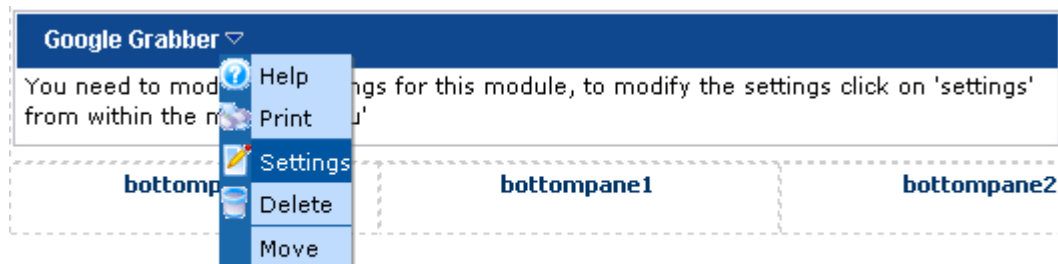 Google Grabber
Help
You need to mod ngs for this module, to modify the settings click on 'settings'
from within the m u'
Print
Settings
bottomp bottompane1 bottompane2
Delete
Move